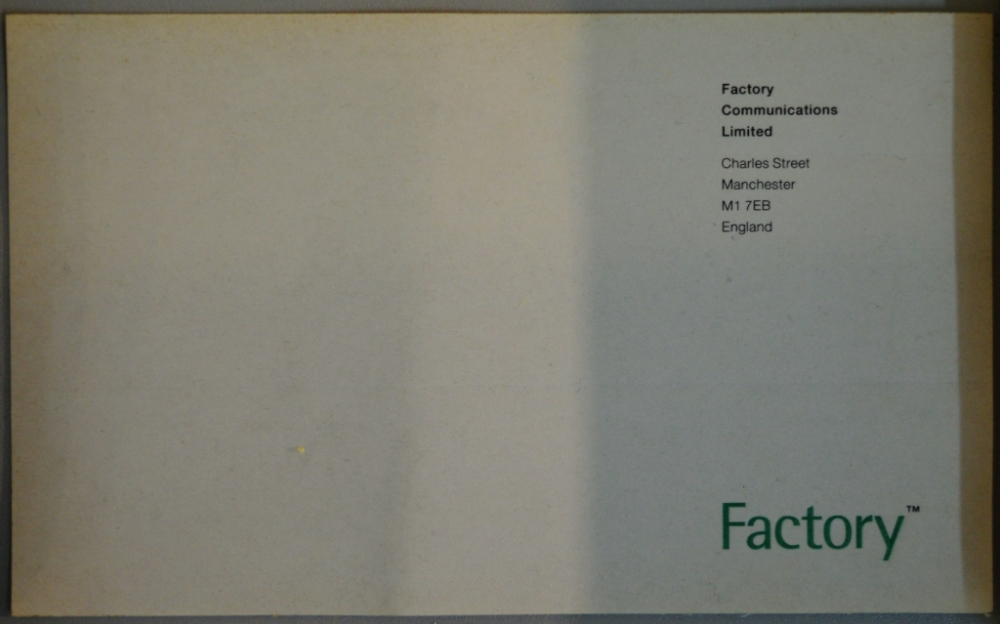 Factory
Communications
Limited
Charles Street
Manchester
M1 7EB
England
Factory™